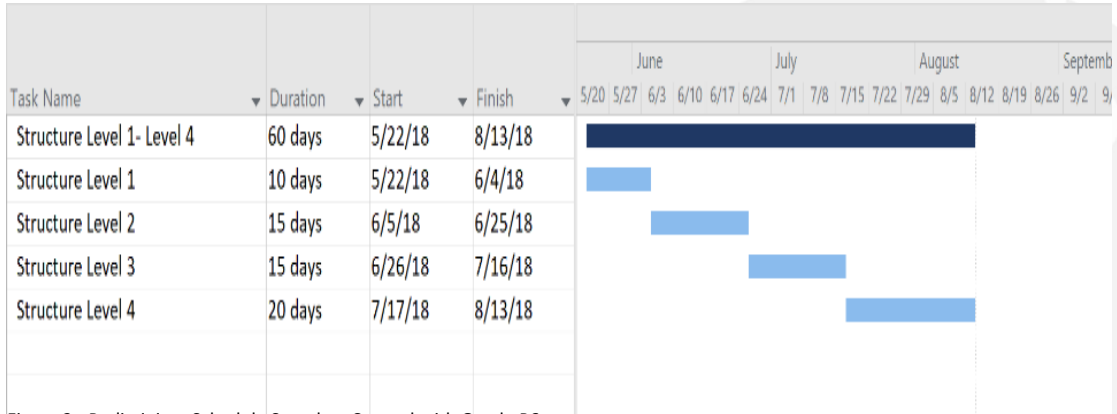 June July August Septemb
Task Name Duration Start Finish 5/20 5/27 6/3 6/10 6/17 6/24 7/1 7/8 7/15 7/22 7/29 8/5 8/12 8/19 8/26 9/2 9/
Structure Level 1- Level 4 60 days 5/22/18 8/13/18
Structure Level 1 10 days 5/22/18 6/4/18
Structure Level 2 15 days 6/5/18 6/25/18
Structure Level 3 15 days 6/26/18 7/16/18
Structure Level 4 20 days 7/17/18 8/13/18